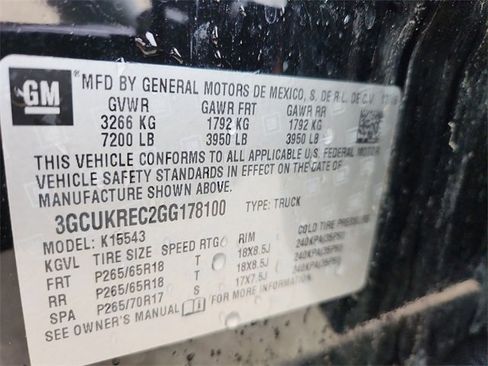 GM
MFD BY GENERAL MOTORS DE MEXICO, S. DE R.L. DE C.V.
GVWR GAWR FRT GAWR RR
3266 KG 1792 KG 1792 KG
7200 LB 3950 LB 3950 LB
THIS VEHICLE CONFORMS TO ALL APPLICABLE U.S. FEDERAL MOTOR
VEHICLE SAFETY STANDARDS IN EFFECT ON THE DATE OF
MANUFACTURE SHOWN ABOVE.
3GCUKREC2GG178100 TYPE: TRUCK
MODEL: K15543
KGVL TIRE SIZE SPEED RTG RIM COLD TIRE PRESSURE
FRT P265/65R18 T 18X8.5J 240KPA(35PSI)
RR P265/65R18 T 18X8.5J 240KPA(35PSI)
SPA P265/70R17 S 17X7.5J 240KPA(35PSI)
SEE OWNER'S MANUAL FOR MORE INFORMATION.